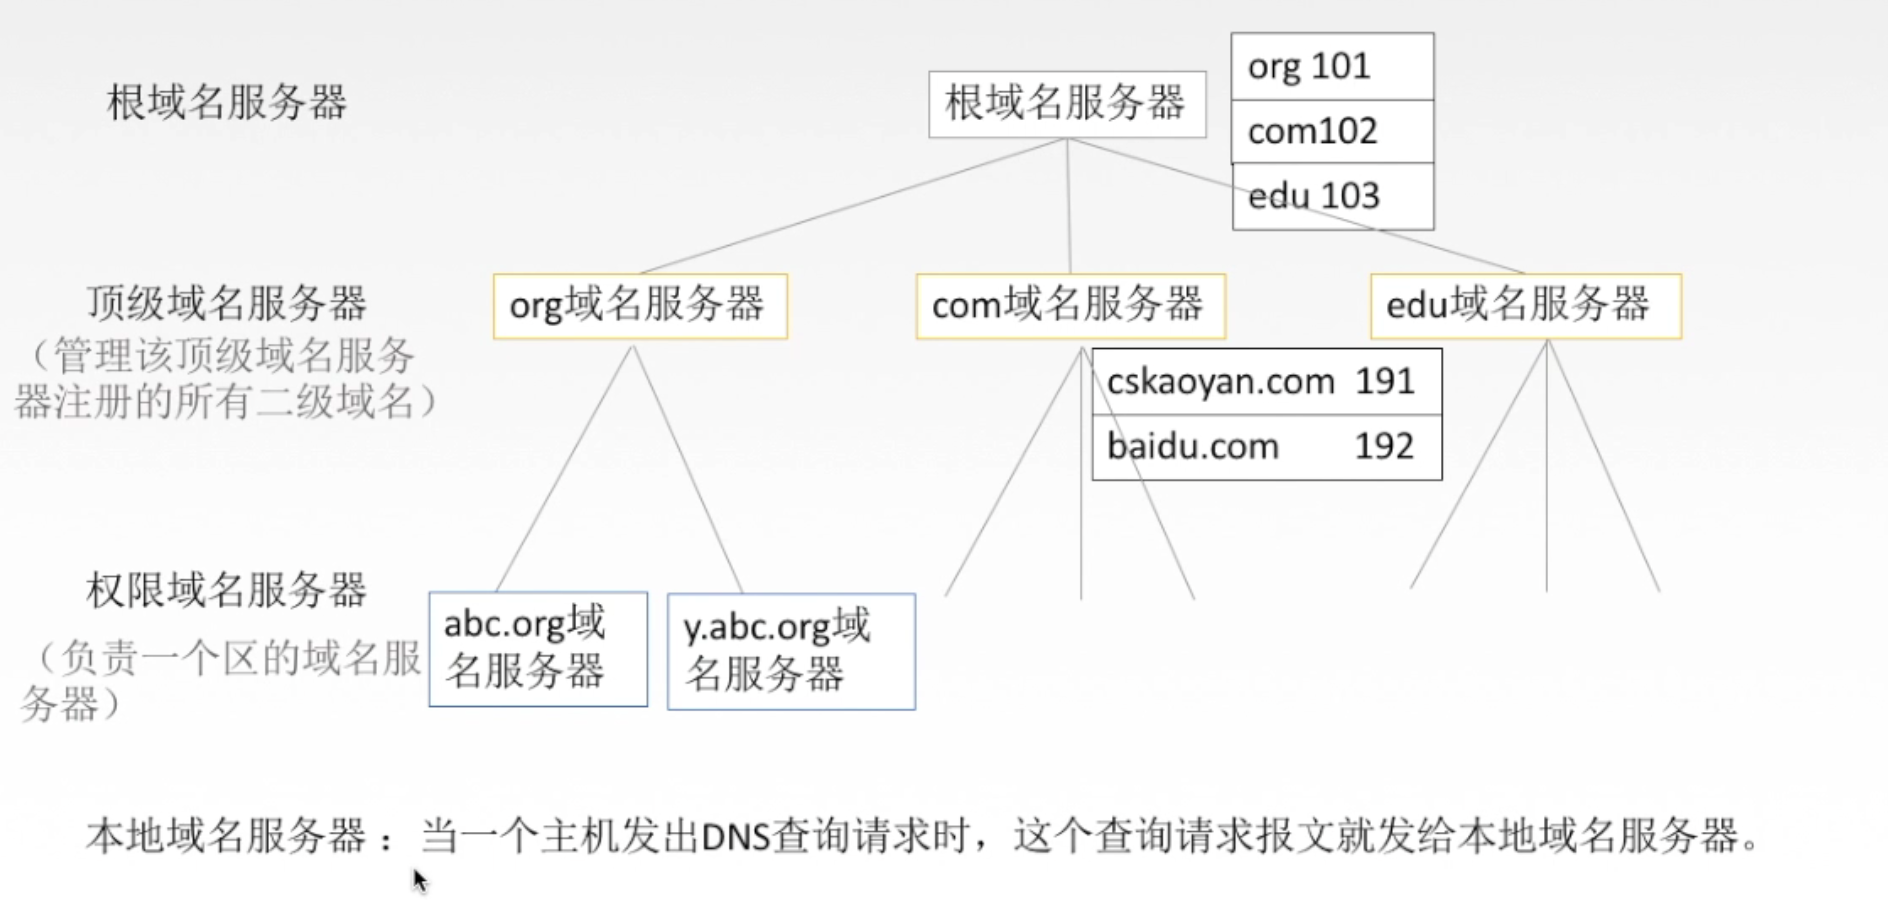 根域名服务器
根域名服务器
org 101
com102
edu 103
顶级域名服务器
（管理该顶级域名服务
器注册的所有二级域名）
org域名服务器
com域名服务器
edu域名服务器
cskaoyan.com 191
baidu.com 192
权限域名服务器
（负责一个区的域名服
务器）
abc.org域
名服务器
y.abc.org域
名服务器
本地域名服务器： 当一个主机发出DNS查询请求时，这个查询请求报文就发给本地域名服务器。